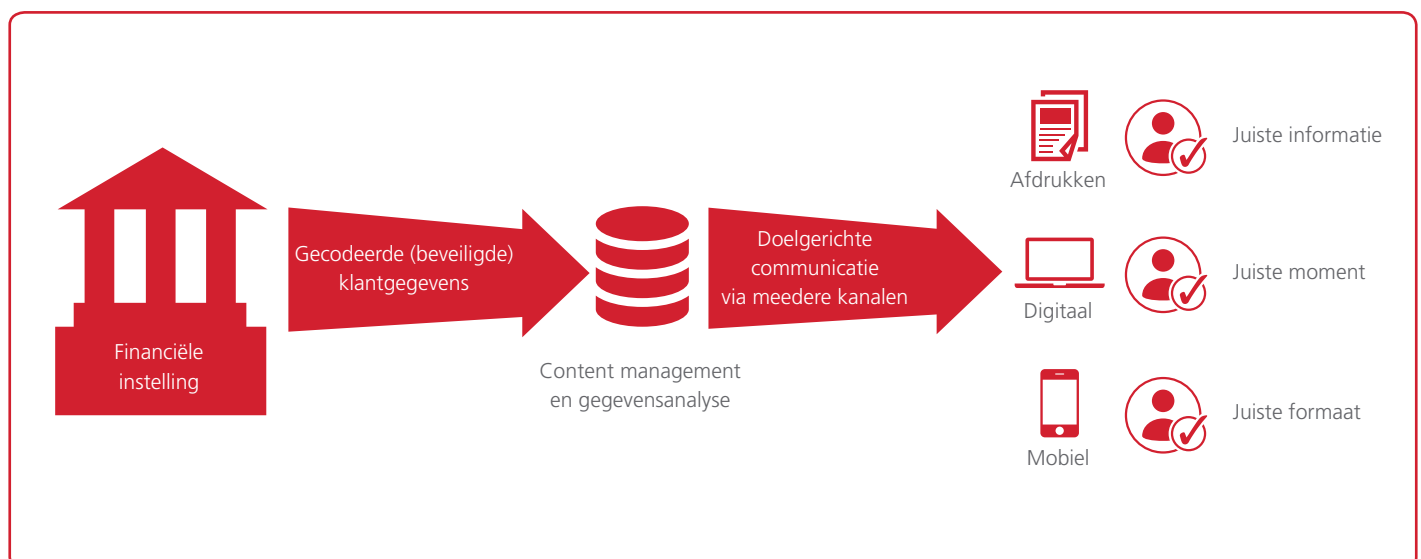 Financiële
instelling
Gecodeerde (beveiligde)
klantgegevens
Content management
en gegevensanalyse
Doelgerichte
communicatie
via meedere kanalen
Afdrukken
Juiste informatie
Digitaal
Juiste moment
Mobiel
Juiste formaat